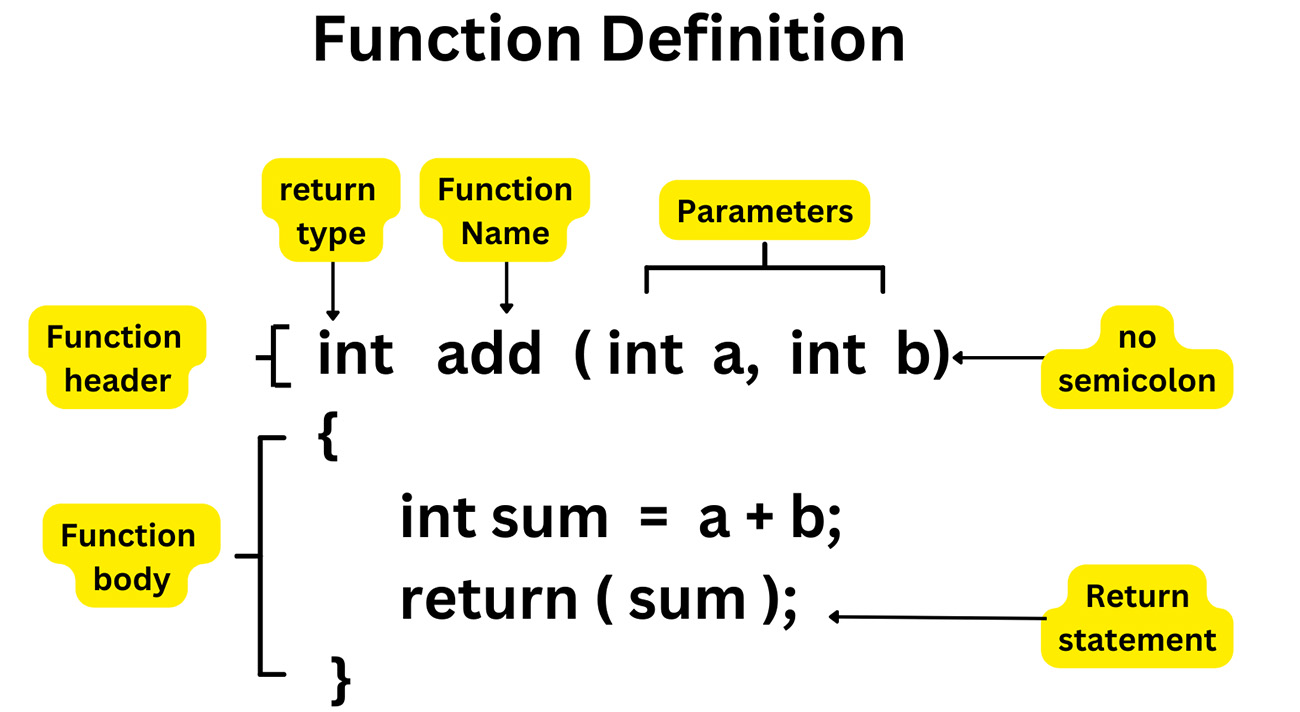 Function Definition
return
type
Function
Name
Parameters
Function
header
int add ( int a, int b)
no
semicolon
{
Function
body
int sum = a + b;
return ( sum );
Return
statement
}